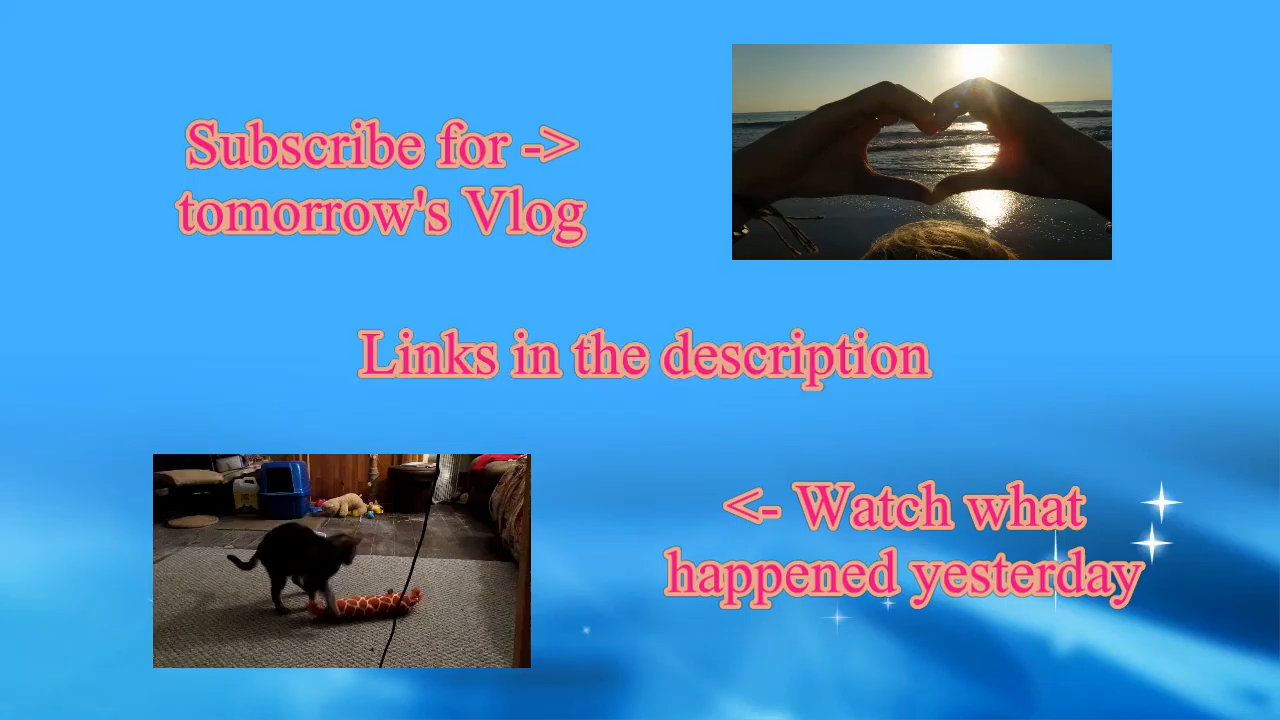 Subscribe for ->
tomorrow's Vlog
Links in the description
<- Watch what
happened yesterday